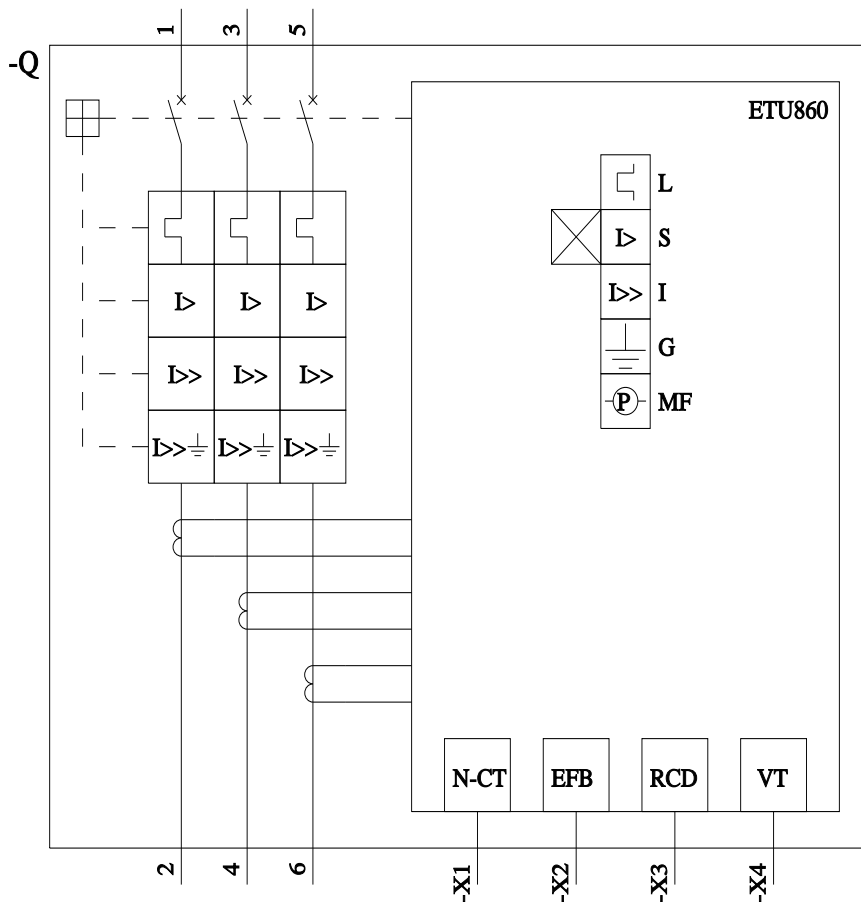 1 3 5
-Q
ETU860
L
I> S
I>> I
G
P MF
I> I> I>
I>> I>> I>>
I>> I>> I>>
N-CT EFB RCD VT
2 4 6 -X1 -X2 -X3 -X4